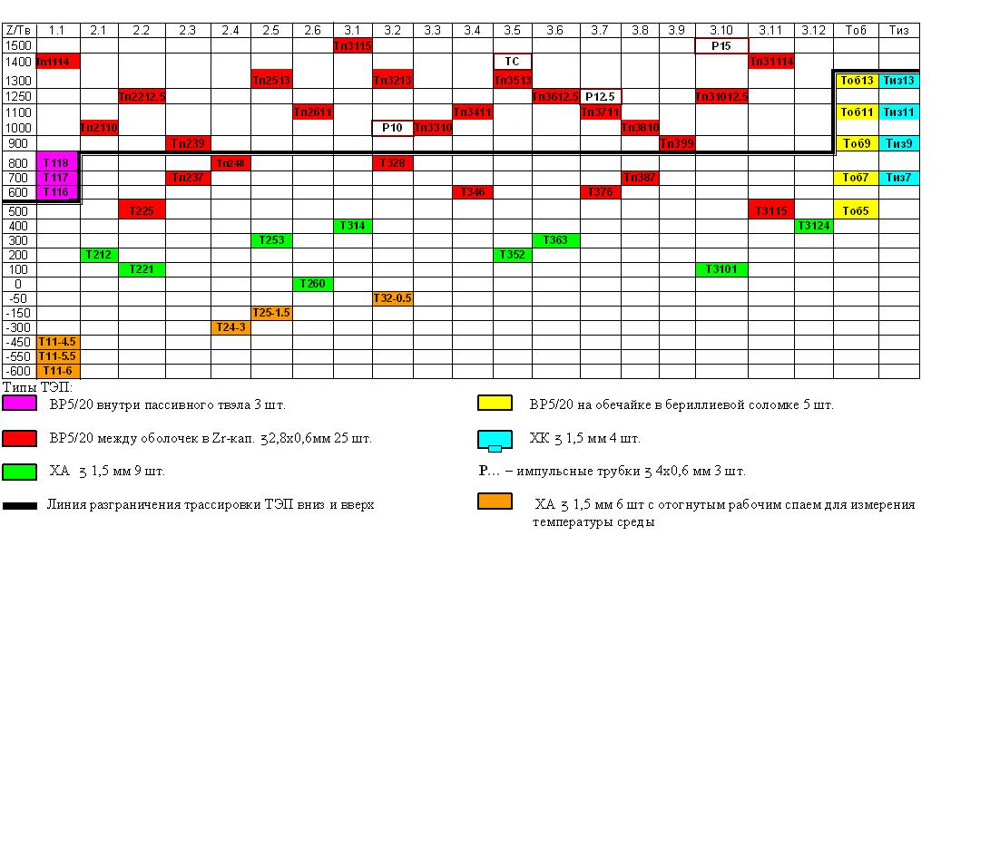 Z/Тв 1.1 2.1 2.2 2.3 2.4 2.5 2.6 3.1 3.2 3.3 3.4 3.5 3.6 3.7 3.8 3.9 3.10 3.11 3.12 Тоб Тиз
1500 Тп3115 Р15
1400 Тп1114 ТС Тп31114
1300 Тп2513 Тп3213 Тп3513 Тоб13 Тиз13
1250 Тп2212.5 Тп3612.5 Р12.5 Тп31012.5
1100 Тп2611 Тп3411 Тп3711 Тоб11 Тиз11
1000 Тп2110 Р10 Тп3310 Тп3810
900 Тп239 Тп399 Тоб9 Тиз9
800 Т118 Тп248 Т328
700 Т117 Тп237 Тп387 Тоб7 Тиз7
600 Т116 Т346 Т376
500 Т225 Т3115 Тоб5
400 Т314 Т3124
300 Т253 Т363
200 Т212 Т352
100 Т221 Т3101
0 Т260
-50 Т32-0.5
-150 Т25-1.5
-300 Т24-3
-450 Т11-4.5
-550 Т11-5.5
-600 Т11-6
Типы ТЭП:
ВР5/20 внутри пассивного твэла 3 шт.
ВР5/20 на обечайке в бериллиевой соломке 5 шт.
ВР5/20 между оболочек в Zr-кап. ʒ2,8х0,6мм 25 шт.
ХК ʒ 1,5 мм 4 шт.
ХА ʒ 1,5 мм 9 шт.
Р... – импульсные трубки ʒ 4х0,6 мм 3 шт.
Линия разграничения трассировки ТЭП вниз и вверх
ХА ʒ 1,5 мм 6 шт с отогнутым рабочим спаем для измерения
температуры среды